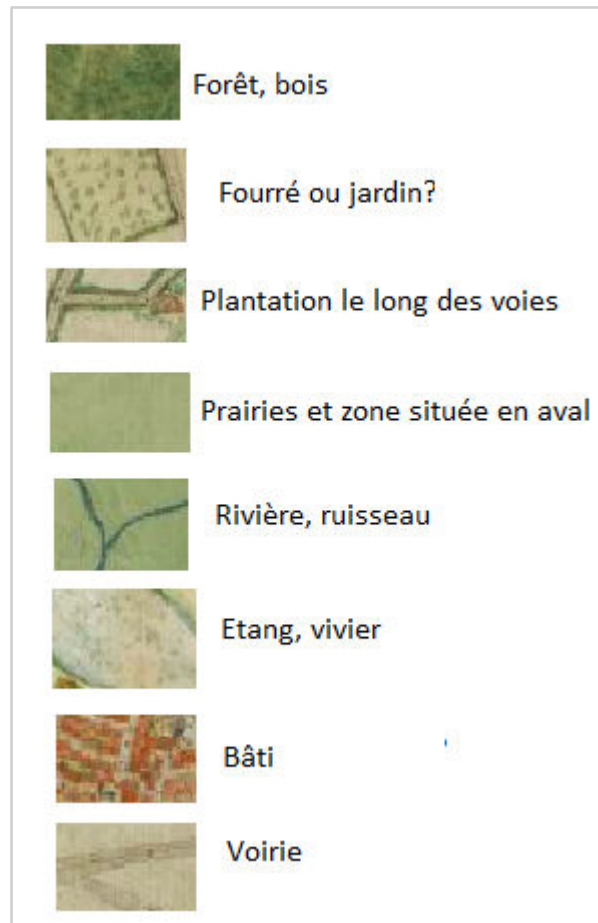 Forêt, bois
Fourré ou jardin?
Plantation le long des voies
Prairies et zone située en aval
Rivière, ruisseau
Etang, vivier
Bâti
Voirie